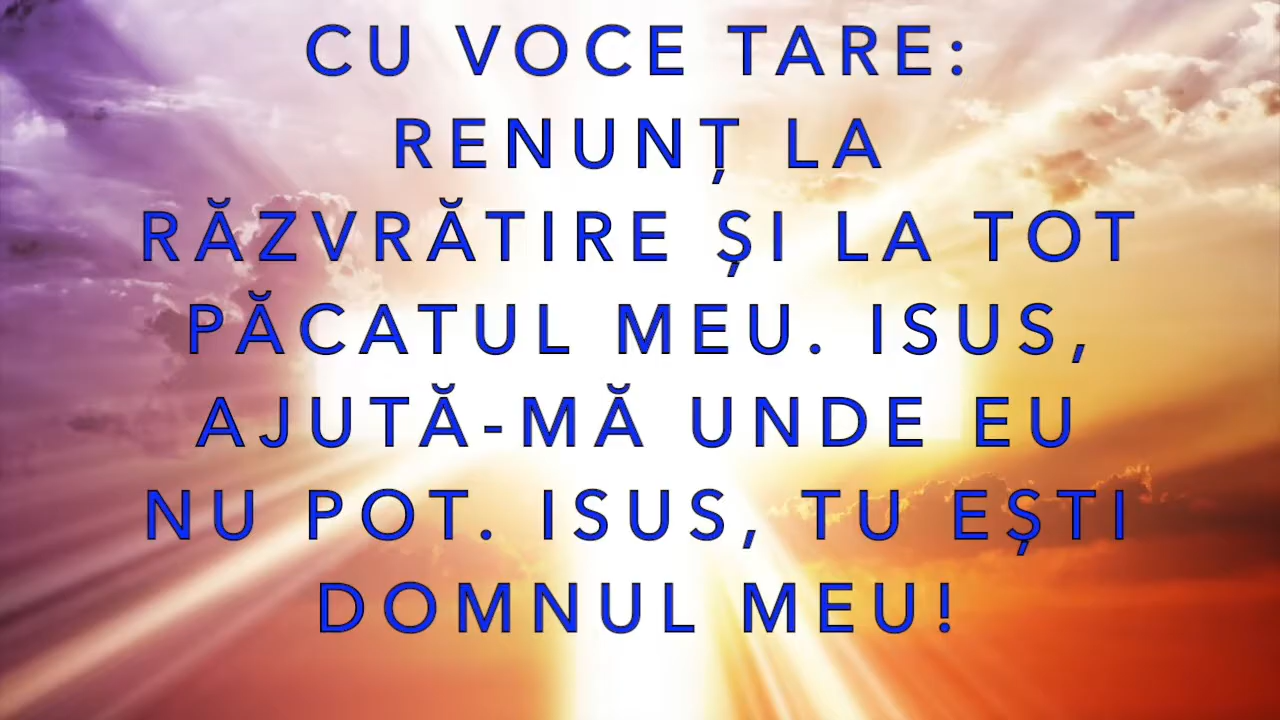 CU VOCE TARE:
RENUNȚ LA
RĂZVRĂTIRE ȘI LA TOT
PĂCATUL MEU. ISUS,
AJUTĂ-MĂ UNDE EU
NU POT. ISUS, TU EȘTI
DOMNUL MEU!